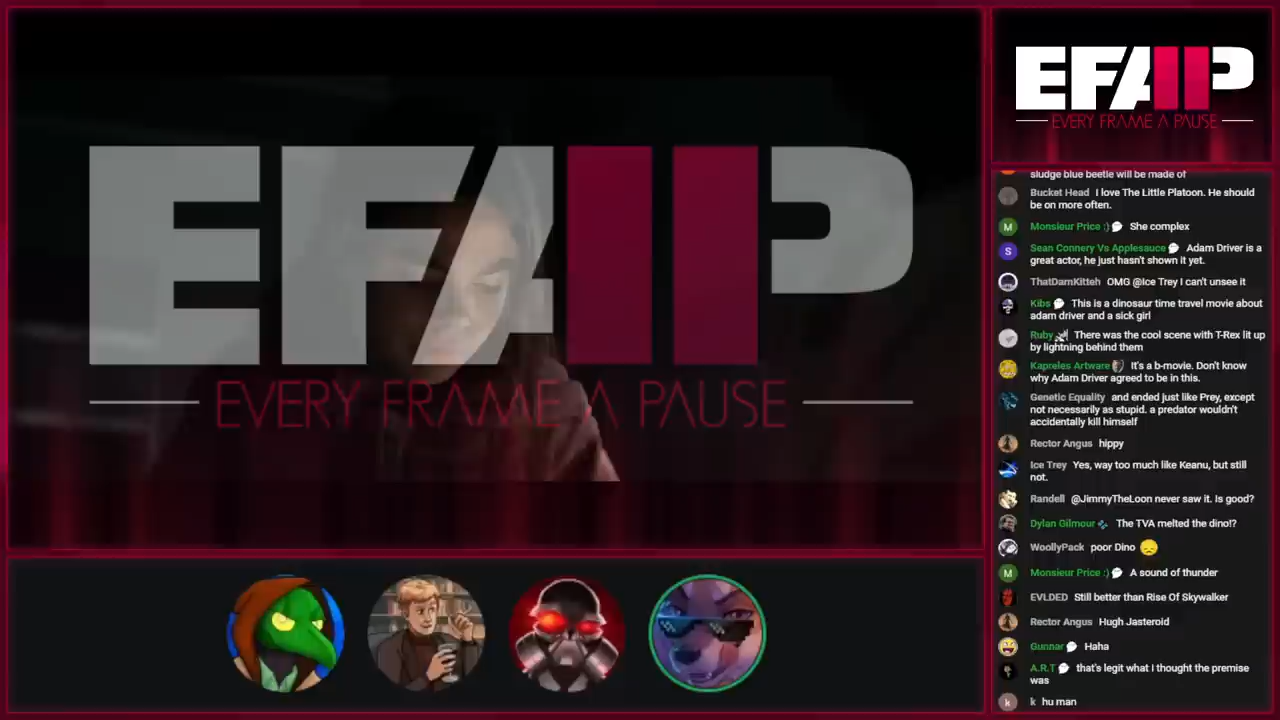 EFAP
EVERY FRAME A PAUSE
EFAP
EVERY FRAME A PAUSE
sludge blue beetle will be made of
Bucket Head I love The Little Platoon. He should
be on more often.
M Monsieur Price :) She complex
S Sean Connery Vs Applesauce Adam Driver is a
great actor, he just hasn't shown it yet.
ThatDarnKitteh OMG @Ice Trey I can't unsee it
Kibs This is a dinosaur time travel movie about
adam driver and a sick girl
Ruby There was the cool scene with T-Rex lit up
by lightning behind them
Kapreles Artware It's a b-movie. Don't know
why Adam Driver agreed to be in this.
Genetic Equality and ended just like Prey, except
not necessarily as stupid. a predator wouldn't
accidentally kill himself
Rector Angus hippy
Ice Trey Yes, way too much like Keanu, but still
not.
Randell @JimmyTheLoon never saw it. Is good?
Dylan Gilmour The TVA melted the dino!?
WoollyPack poor Dino 😞
M Monsieur Price :) A sound of thunder
EVLDED Still better than Rise Of Skywalker
Rector Angus Hugh Jasteroid
Gunnar Haha
A.R.T that's legit what I thought the premise
was
k k hu man